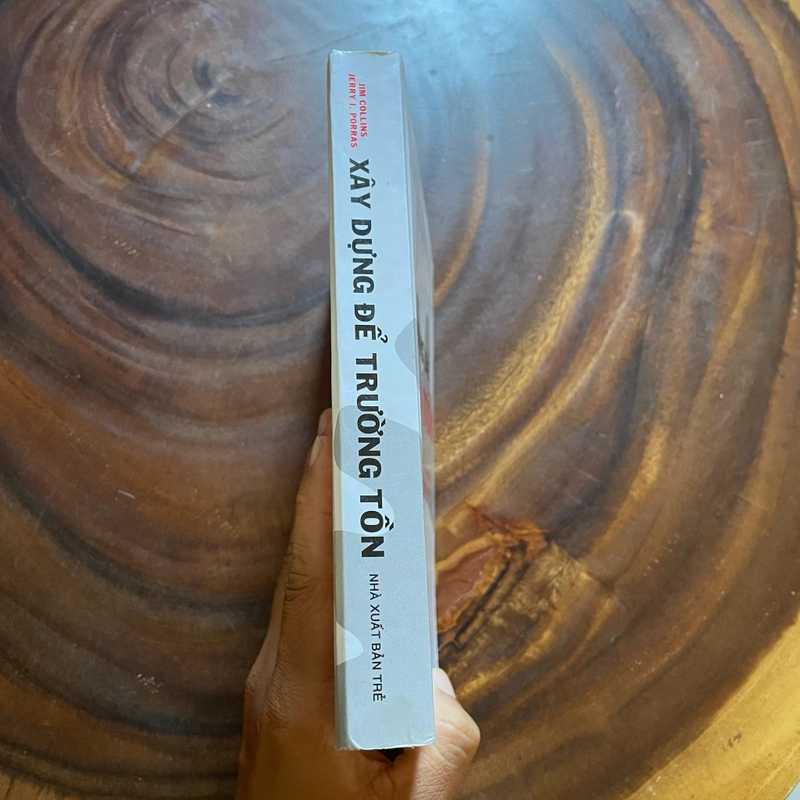 JIM COLLINS
JERRY I. PORRAS
XÂY DỰNG ĐỂ TRƯỜNG TỒN
NHÀ XUẤT BẢN TRẺ